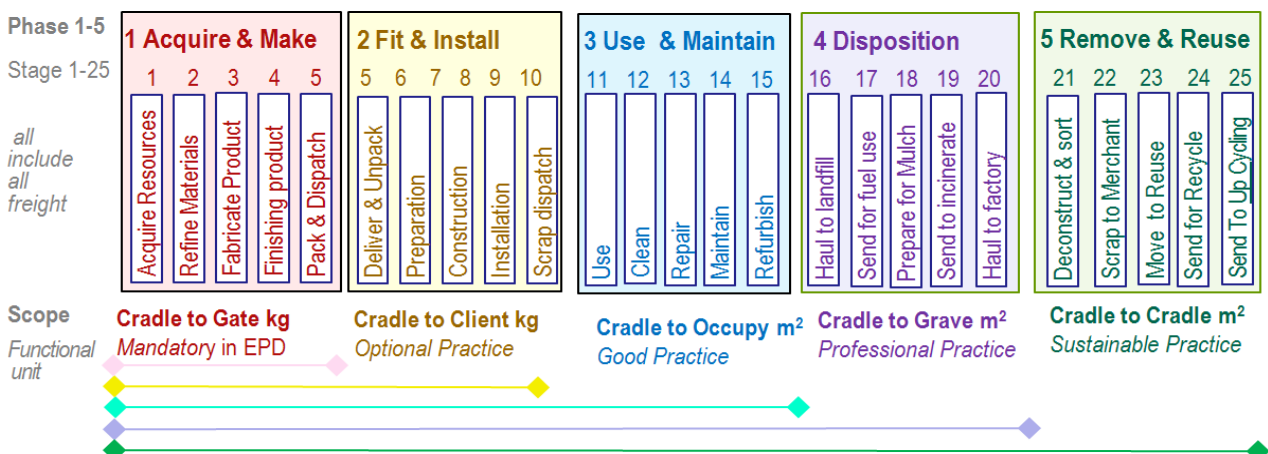 Phase 1-5
1 Acquire & Make
2 Fit & Install
3 Use & Maintain
4 Disposition
5 Remove & Reuse
Stage 1-25
1 2 3 4 5
5 6 7 8 9 10
11 12 13 14 15
16 17 18 19 20
21 22 23 24 25
all
include
all
freight
Acquire Resources
Refine Materials
Fabricate Product
Finishing product
Pack & Dispatch
Deliver & Unpack
Preparation
Construction
Installation
Scrap dispatch
Use
Clean
Repair
Maintain
Refurbish
Haul to landfill
Send for fuel use
Prepare for Mulch
Send to incinerate
Haul to factory
Deconstruct & sort
Scrap to Merchant
Move to Reuse
Send for Recycle
Send To Up Cycling
Scope
Functional
unit
Cradle to Gate kg
Mandatory in EPD
Cradle to Client kg
Optional Practice
Cradle to Occupy m²
Good Practice
Cradle to Grave m²
Professional Practice
Cradle to Cradle m²
Sustainable Practice